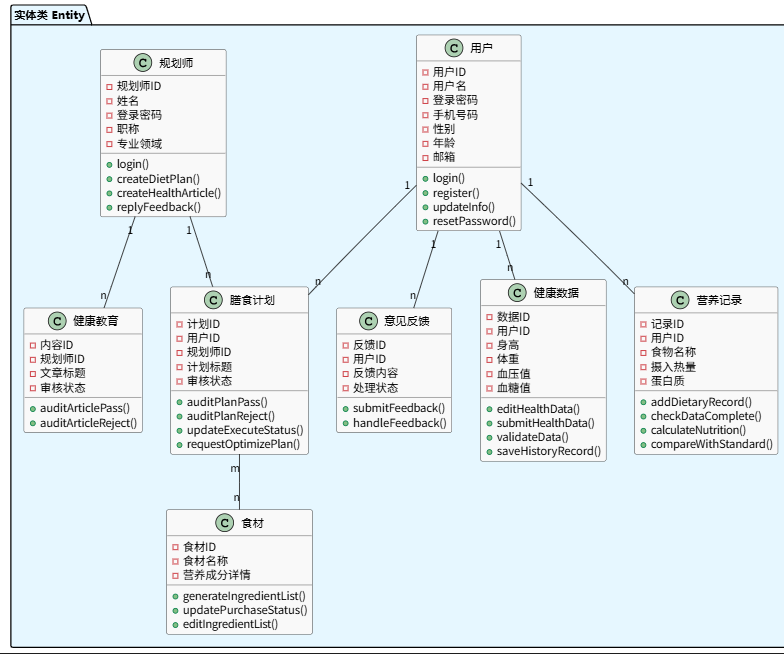 实体类 Entity
C 规划师
规划师ID
姓名
登录密码
职称
专业领域
login()
createDietPlan()
createHealthArticle()
replyFeedback()
C 用户
用户ID
用户名
登录密码
手机号码
性别
年龄
邮箱
login()
register()
updateInfo()
resetPassword()
1
1
1
1
1
1
n
n
n
n
n
n
C 健康教育
内容ID
规划师ID
文章标题
审核状态
auditArticlePass()
auditArticleReject()
C 膳食计划
计划ID
用户ID
规划师ID
计划标题
审核状态
auditPlanPass()
auditPlanReject()
updateExecuteStatus()
requestOptimizePlan()
C 意见反馈
反馈ID
用户ID
反馈内容
处理状态
submitFeedback()
handleFeedback()
C 健康数据
数据ID
用户ID
身高
体重
血压值
血糖值
editHealthData()
submitHealthData()
validateData()
saveHistoryRecord()
C 营养记录
记录ID
用户ID
食物名称
摄入热量
蛋白质
addDietaryRecord()
checkDataComplete()
calculateNutrition()
compareWithStandard()
m
n
C 食材
食材ID
食材名称
营养成分详情
generateIngredientList()
updatePurchaseStatus()
editIngredientList()